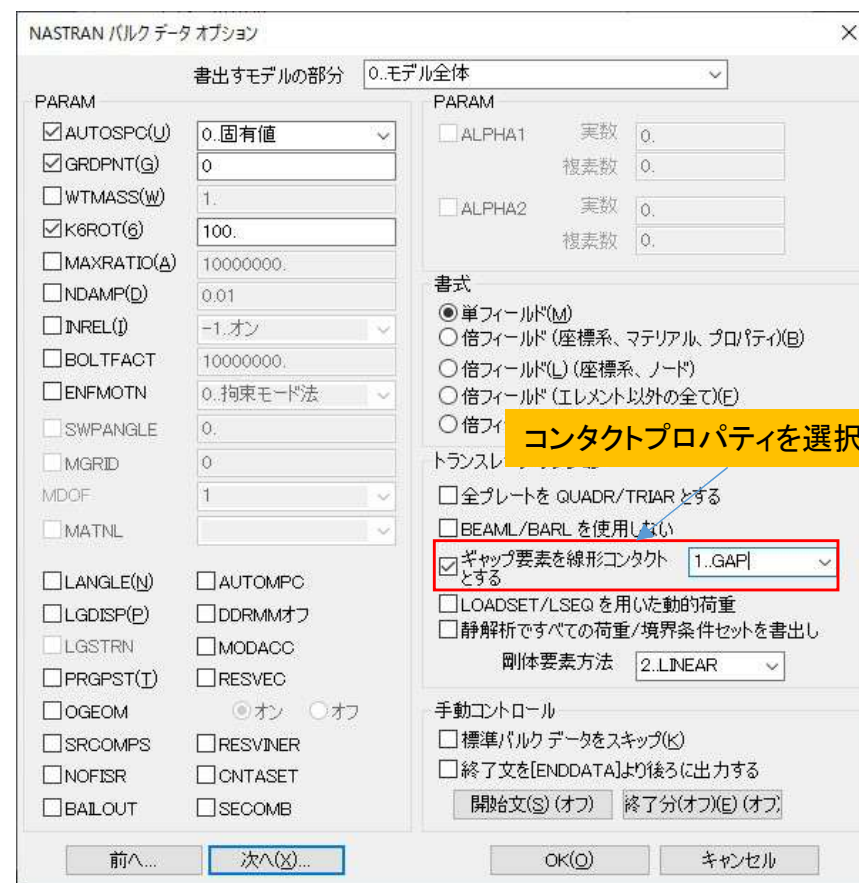 NASTRAN バルク データ オプション
書出すモデルの部分 0..モデル全体
PARAM
AUTOSPC(U) 0..固有値
GRDPNT(G) 0
WTMASS(W) 1.
K6ROT(6) 100.
MAXRATIO(A) 10000000.
NDAMP(D) 0.01
INREL(I) -1..オン
BOLTFACT 10000000.
ENFMOTN 0..拘束モード法
SWPANGLE 0.
MGRID 0
MDOF 1
MATNL
LANGLE(N) AUTOMPC
LGDISP(P) DDRMMオフ
LGSTRN MODACC
PRGPST(T) RESVEC
OGEOM オン オフ
SRCOMPS RESVINER
NOFISR CNTASET
BAILOUT SECOMB
前へ... 次へ(X)...
PARAM
ALPHA1 実数 0.
複素数 0.
ALPHA2 実数 0.
複素数 0.
書式
単フィールド(M)
倍フィールド (座標系、マテリアル、プロパティ)(B)
倍フィールド(L) (座標系、ノード)
倍フィールド (エレメント以外の全て)(E)
倍フィ
コンタクトプロパティを選択
トランスレ
全プレートを QUADR/TRIAR とする
BEAML/BARL を使用しない
ギャップ要素を線形コンタクト 1..GAP
とする
LOADSET/LSEQ を用いた動的荷重
静解析ですべての荷重/境界条件セットを書出し
剛体要素方法 2..LINEAR
手動コントロール
標準バルク データをスキップ(K)
終了文を[ENDDATA]より後ろに出力する
開始文(S) (オフ) 終了分(オフ)(E) (オフ)
OK(O) キャンセル